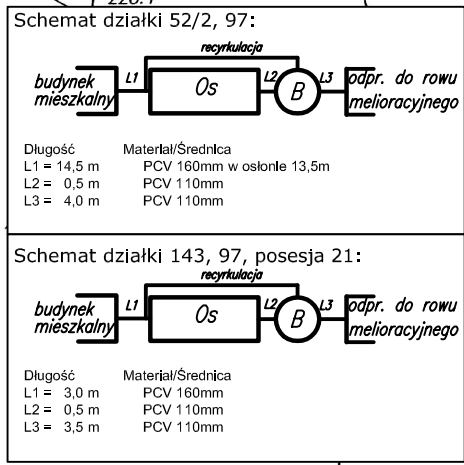 Schemat działki 52/2, 97:
recyrkulacja
budynek mieszkalny L1 Os L2 B L3 odpr. do rowu melioracyjnego
Długość Materiał/Średnica
L1 = 14,5 m PCV 160mm w osłonie 13,5m
L2 = 0,5 m PCV 110mm
L3 = 4,0 m PCV 110mm
Schemat działki 143, 97, posesja 21:
recyrkulacja
budynek mieszkalny L1 Os L2 B L3 odpr. do rowu melioracyjnego
Długość Materiał/Średnica
L1 = 3,0 m PCV 160mm
L2 = 0,5 m PCV 110mm
L3 = 3,5 m PCV 110mm